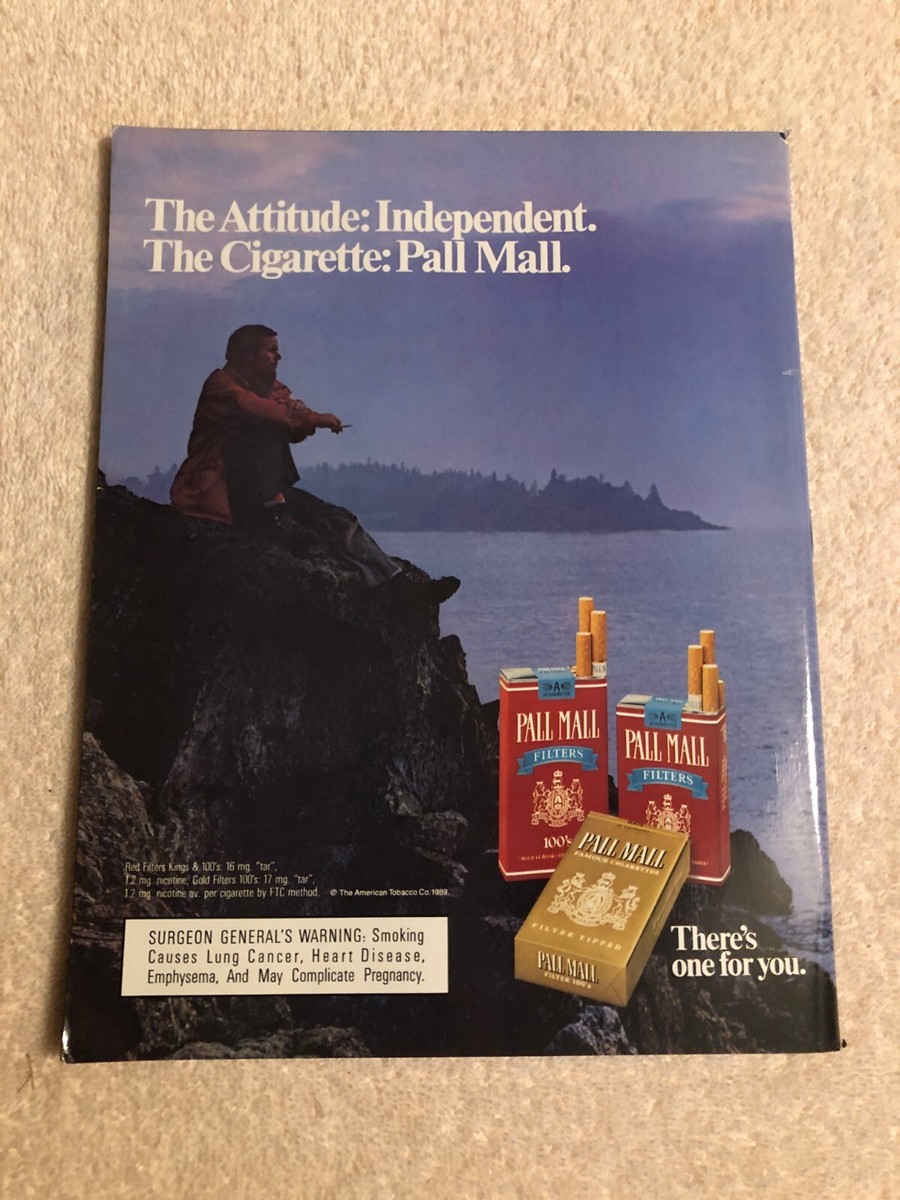 The Attitude: Independent.
The Cigarette: Pall Mall.
A
PALL MALL
FILTERS
100's
A
PALL MALL
FILTERS
PALL MALL
FAMOUS CIGARETTES
FILTER TIPPED
PALL MALL
FILTER 100's
Red Filters Kings & 100's: 16 mg. "tar",
1.2 mg. nicotine; Gold Filters 100's: 17 mg. "tar",
1.2 mg. nicotine av. per cigarette by FTC method.
© The American Tobacco Co. 1989.
SURGEON GENERAL'S WARNING: Smoking
Causes Lung Cancer, Heart Disease,
Emphysema, And May Complicate Pregnancy.
There's
one for you.